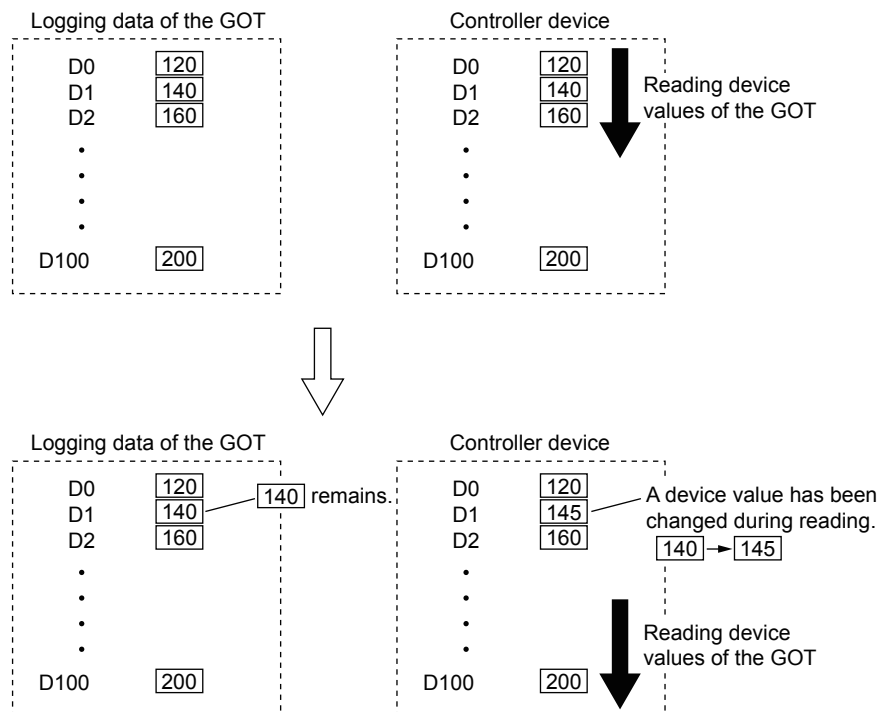 Logging data of the GOT
D0 120
D1 140
D2 160
D100 200
Controller device
D0 120
D1 140
D2 160
D100 200
Reading device
values of the GOT
Logging data of the GOT
D0 120
D1 140
D2 160
D100 200
140 remains.
Controller device
D0 120
D1 145
D2 160
D100 200
A device value has been
changed during reading.
140 145
Reading device
values of the GOT